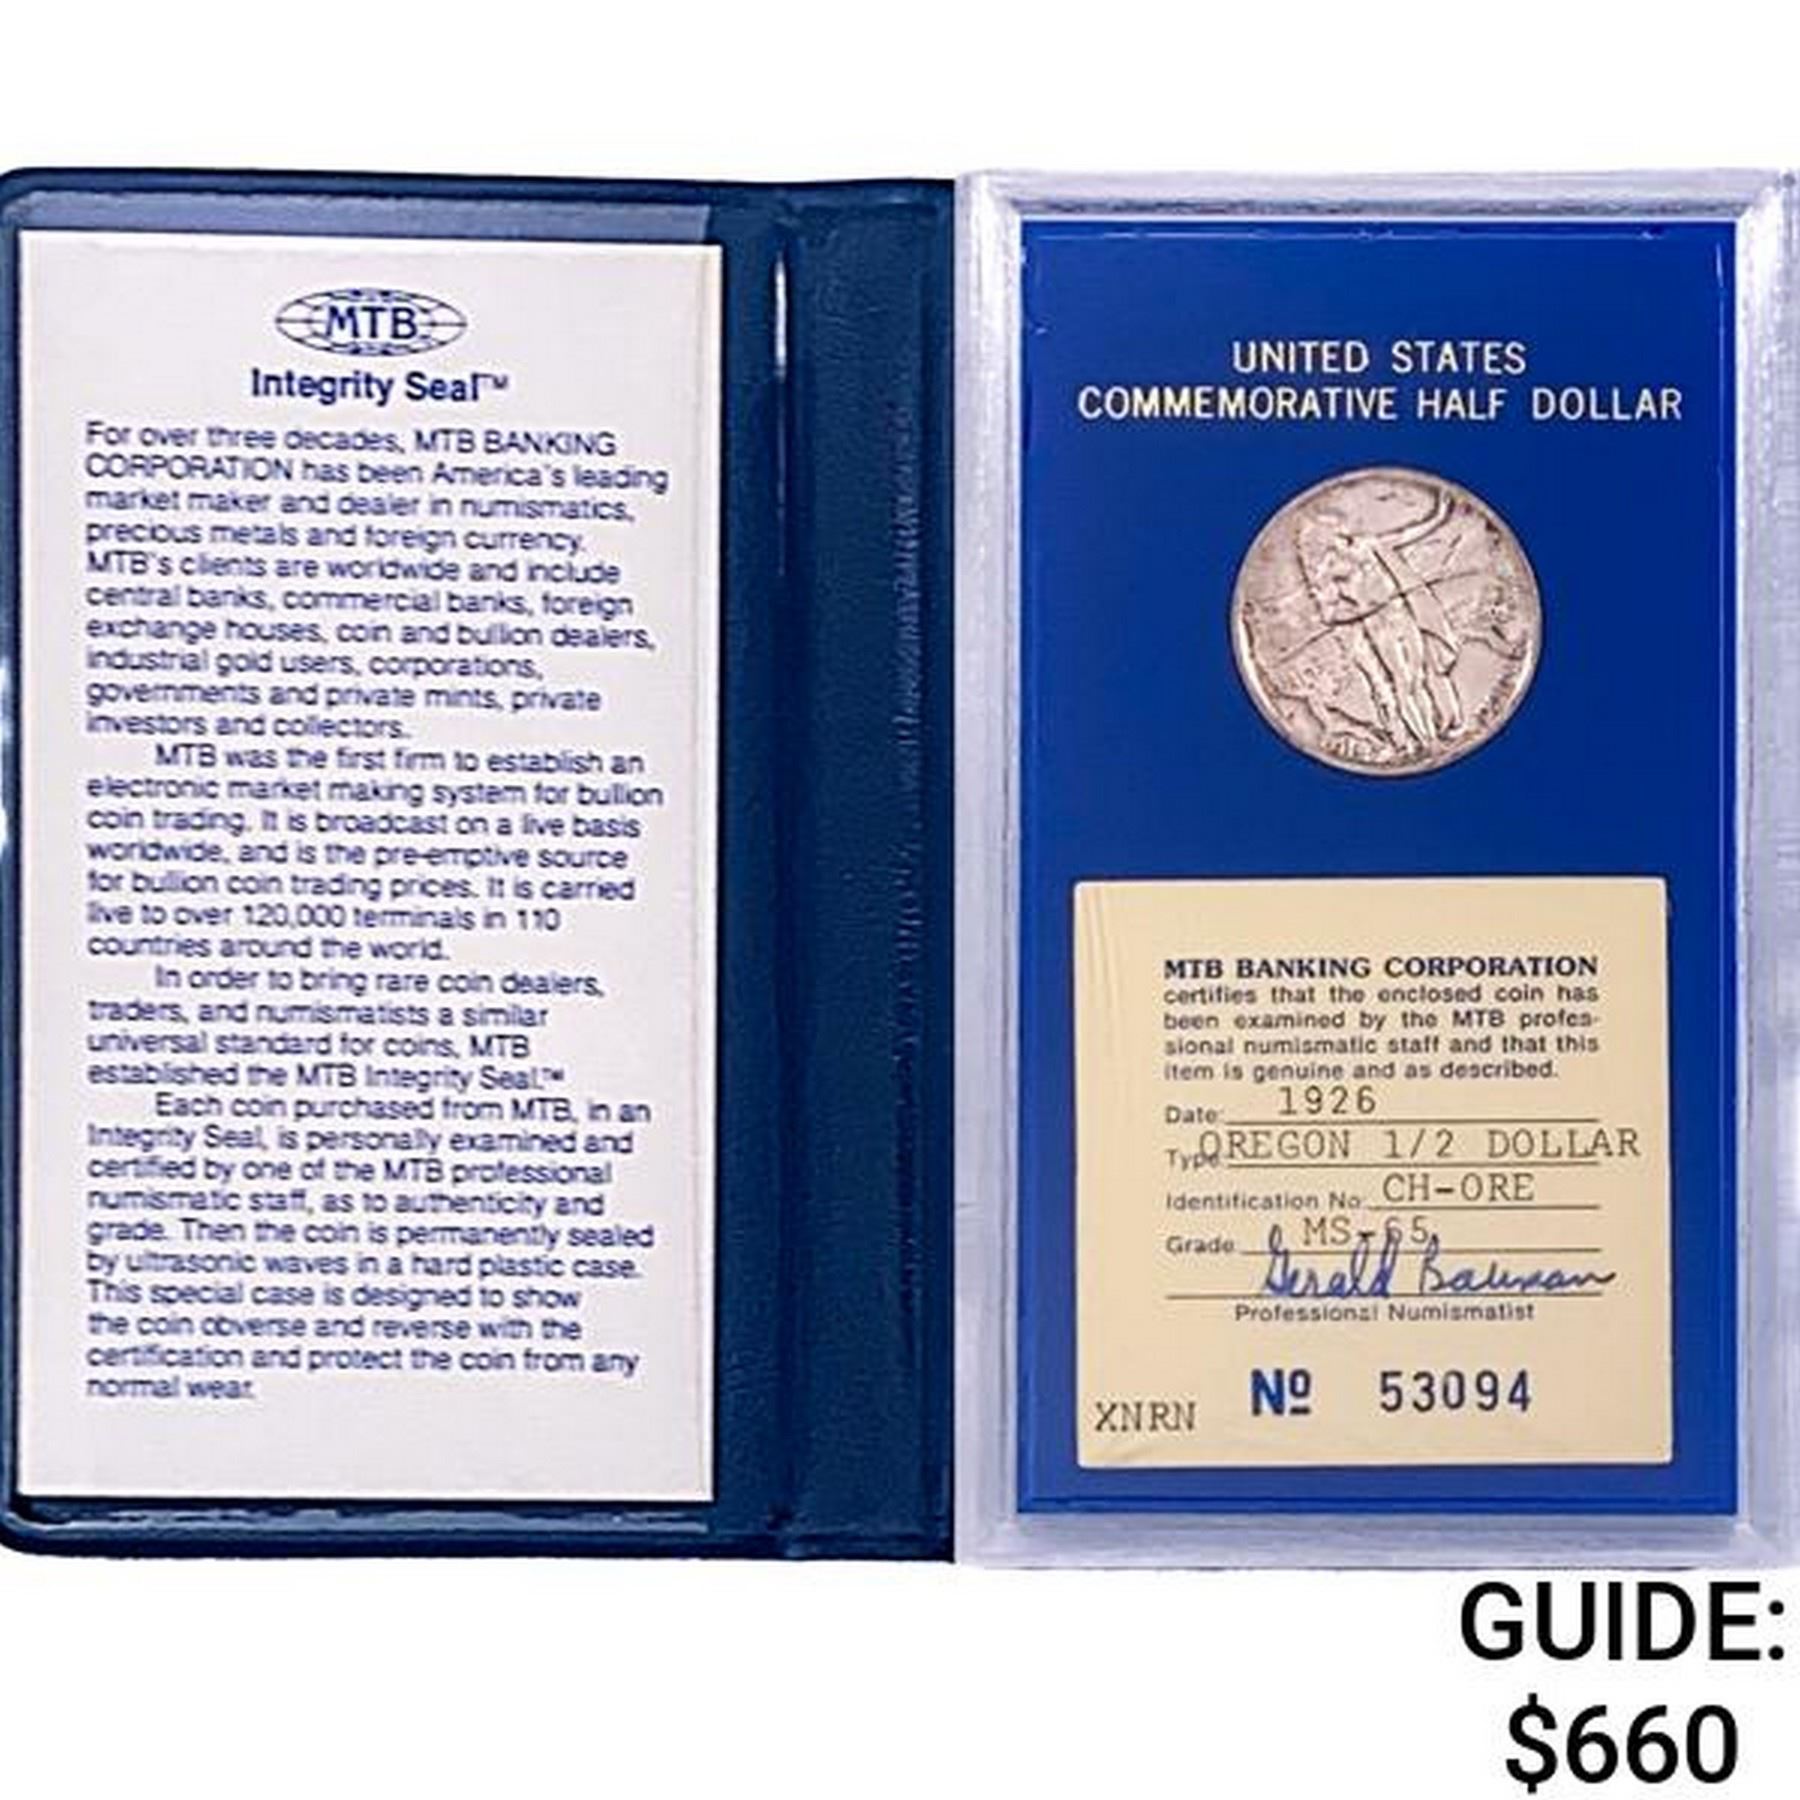 MTB
Integrity Seal™
For over three decades, MTB BANKING
CORPORATION has been America's leading
market maker and dealer in numismatics,
precious metals and foreign currency.
MTB's clients are worldwide and include
central banks, commercial banks, foreign
exchange houses, coin and bullion dealers,
industrial gold users, corporations,
governments and private mints, private
investors and collectors.
MTB was the first firm to establish an
electronic market making system for bullion
coin trading. It is broadcast on a live basis
worldwide, and is the pre-emptive source
for bullion coin trading prices. It is carried
live to over 120,000 terminals in 110
countries around the world.
In order to bring rare coin dealers,
traders, and numismatists a similar
universal standard for coins, MTB
established the MTB Integrity Seal.™
Each coin purchased from MTB, in an
Integrity Seal, is personally examined and
certified by one of the MTB professional
numismatic staff, as to authenticity and
grade. Then the coin is permanently sealed
by ultrasonic waves in a hard plastic case.
This special case is designed to show
the coin obverse and reverse with the
certification and protect the coin from any
normal wear.
UNITED STATES
COMMEMORATIVE HALF DOLLAR
MTB BANKING CORPORATION
certifies that the enclosed coin has
been examined by the MTB profes-
sional numismatic staff and that this
item is genuine and as described.
Date: 1926
Type OREGON 1/2 DOLLAR
Identification No. CH-ORE
Grade MS-65
Gerald Bauman
Professional Numismatist
XNRN Nº 53094
GUIDE:
$660